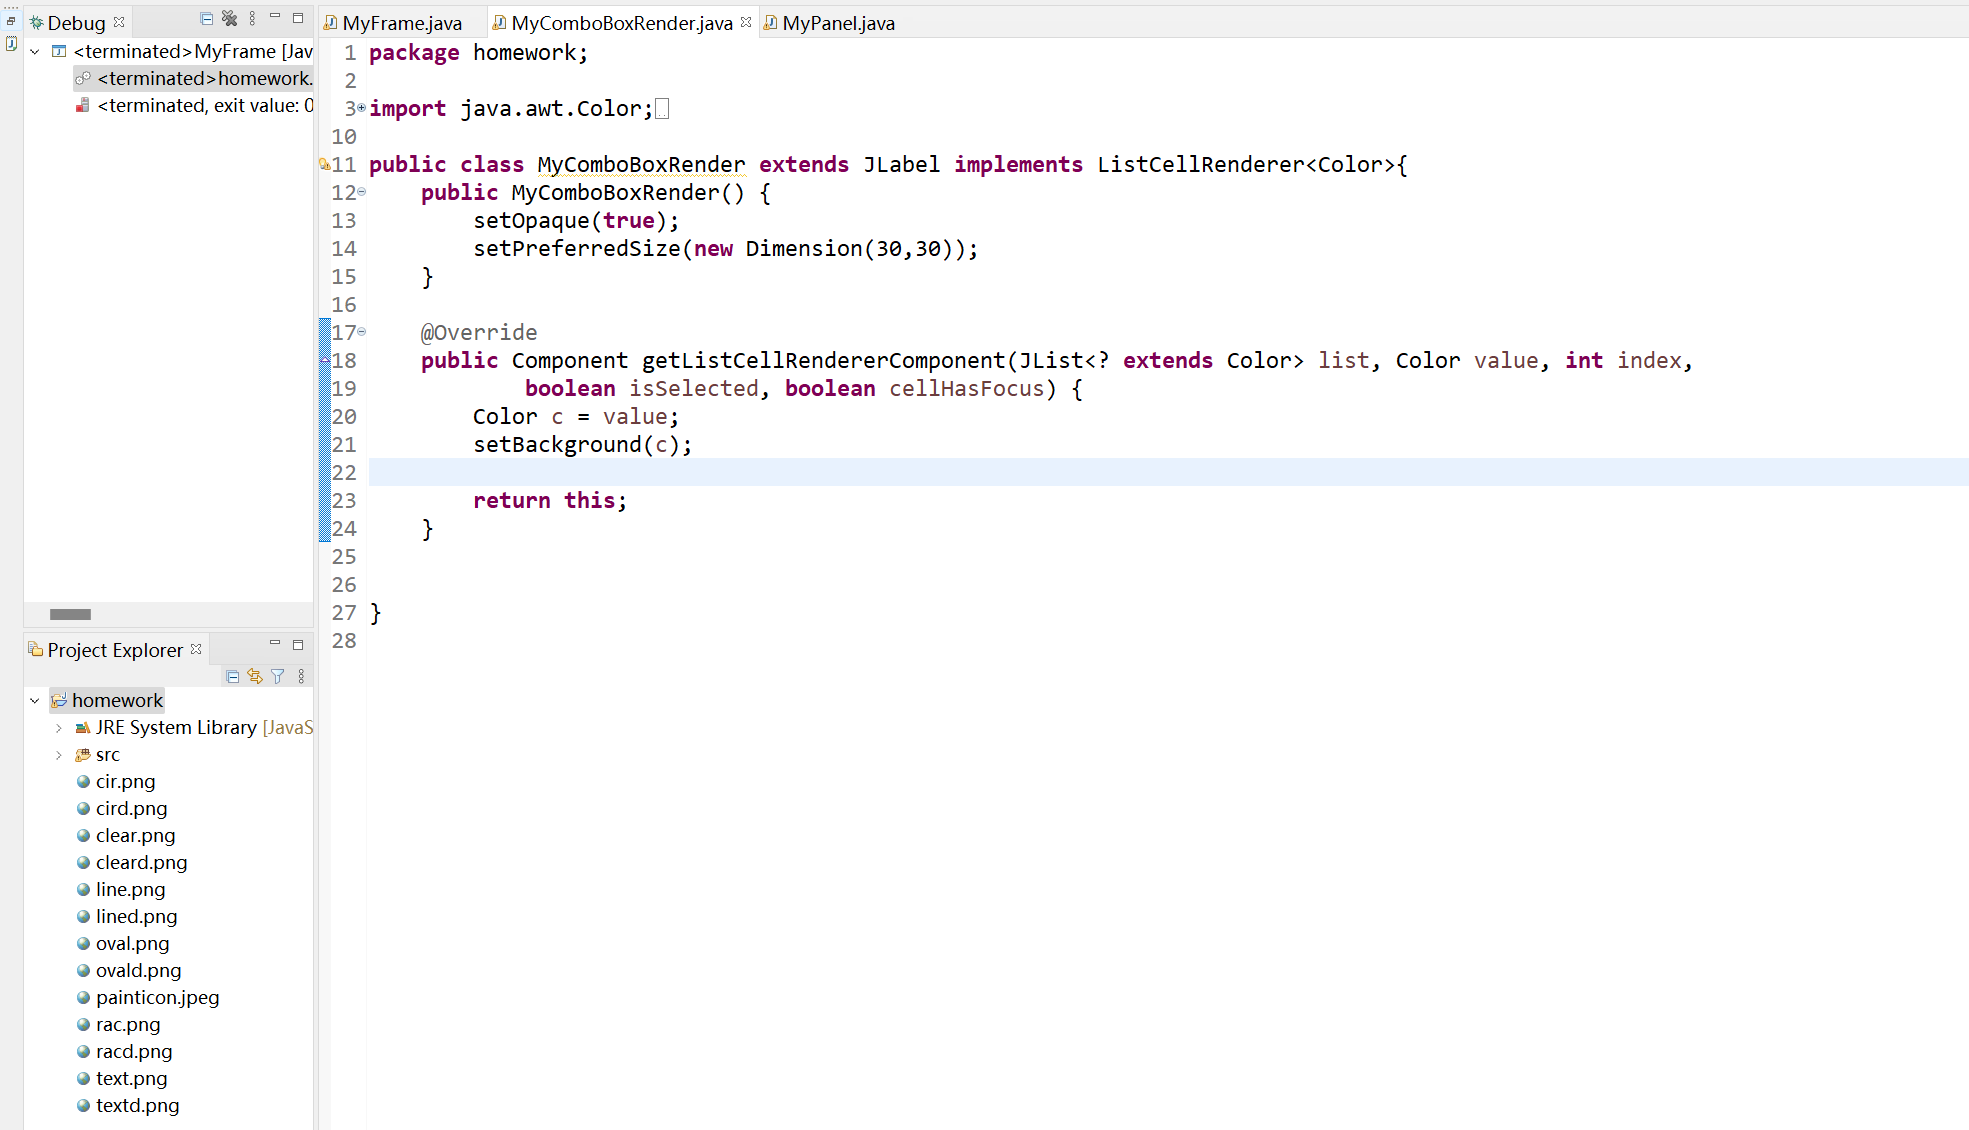 Debug
<terminated>MyFrame [Jav
<terminated>homework.
<terminated, exit value: 0
Project Explorer
homework
JRE System Library [JavaS
src
cir.png
cird.png
clear.png
cleard.png
line.png
lined.png
oval.png
ovald.png
painticon.jpeg
rac.png
racd.png
text.png
textd.png
MyFrame.java MyComboBoxRender.java MyPanel.java
1 package homework;
2
3 import java.awt.Color;
10
11 public class MyComboBoxRender extends JLabel implements ListCellRenderer<Color>{
12     public MyComboBoxRender() {
13         setOpaque(true);
14         setPreferredSize(new Dimension(30,30));
15     }
16
17     @Override
18     public Component getListCellRendererComponent(JList<? extends Color> list, Color value, int index,
19             boolean isSelected, boolean cellHasFocus) {
20         Color c = value;
21         setBackground(c);
22
23         return this;
24     }
25
26
27 }
28